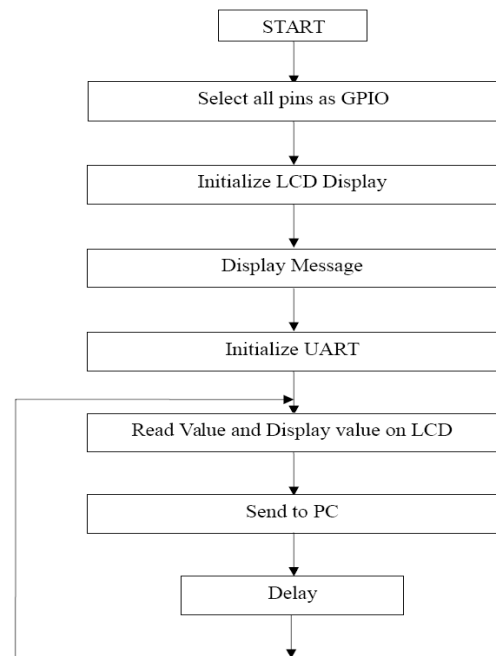 START
Select all pins as GPIO
Initialize LCD Display
Display Message
Initialize UART
Read Value and Display value on LCD
Send to PC
Delay